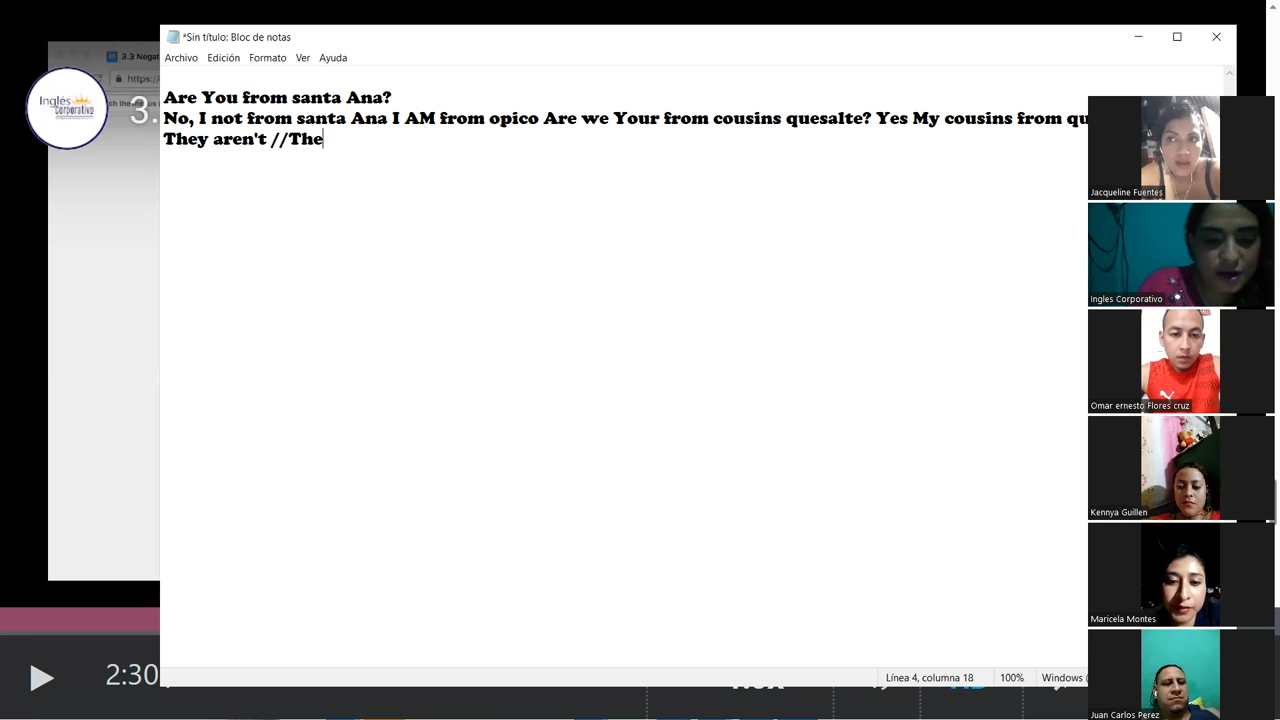 *Sin título: Bloc de notas
3.3 Negat
Archivo Edición Formato Ver Ayuda
https://
Inglés
Corporativo
3.
Are You from santa Ana?
No, I not from santa Ana I AM from opico Are we Your from cousins quesalte? Yes My cousins from qu
They aren't //The
Jacqueline Fuentes
Ingles Corporativo
Omar ernesto Flores cruz
Kennya Guillen
Maricela Montes
Juan Carlos Perez
2:30
Línea 4, columna 18 100% Windows (